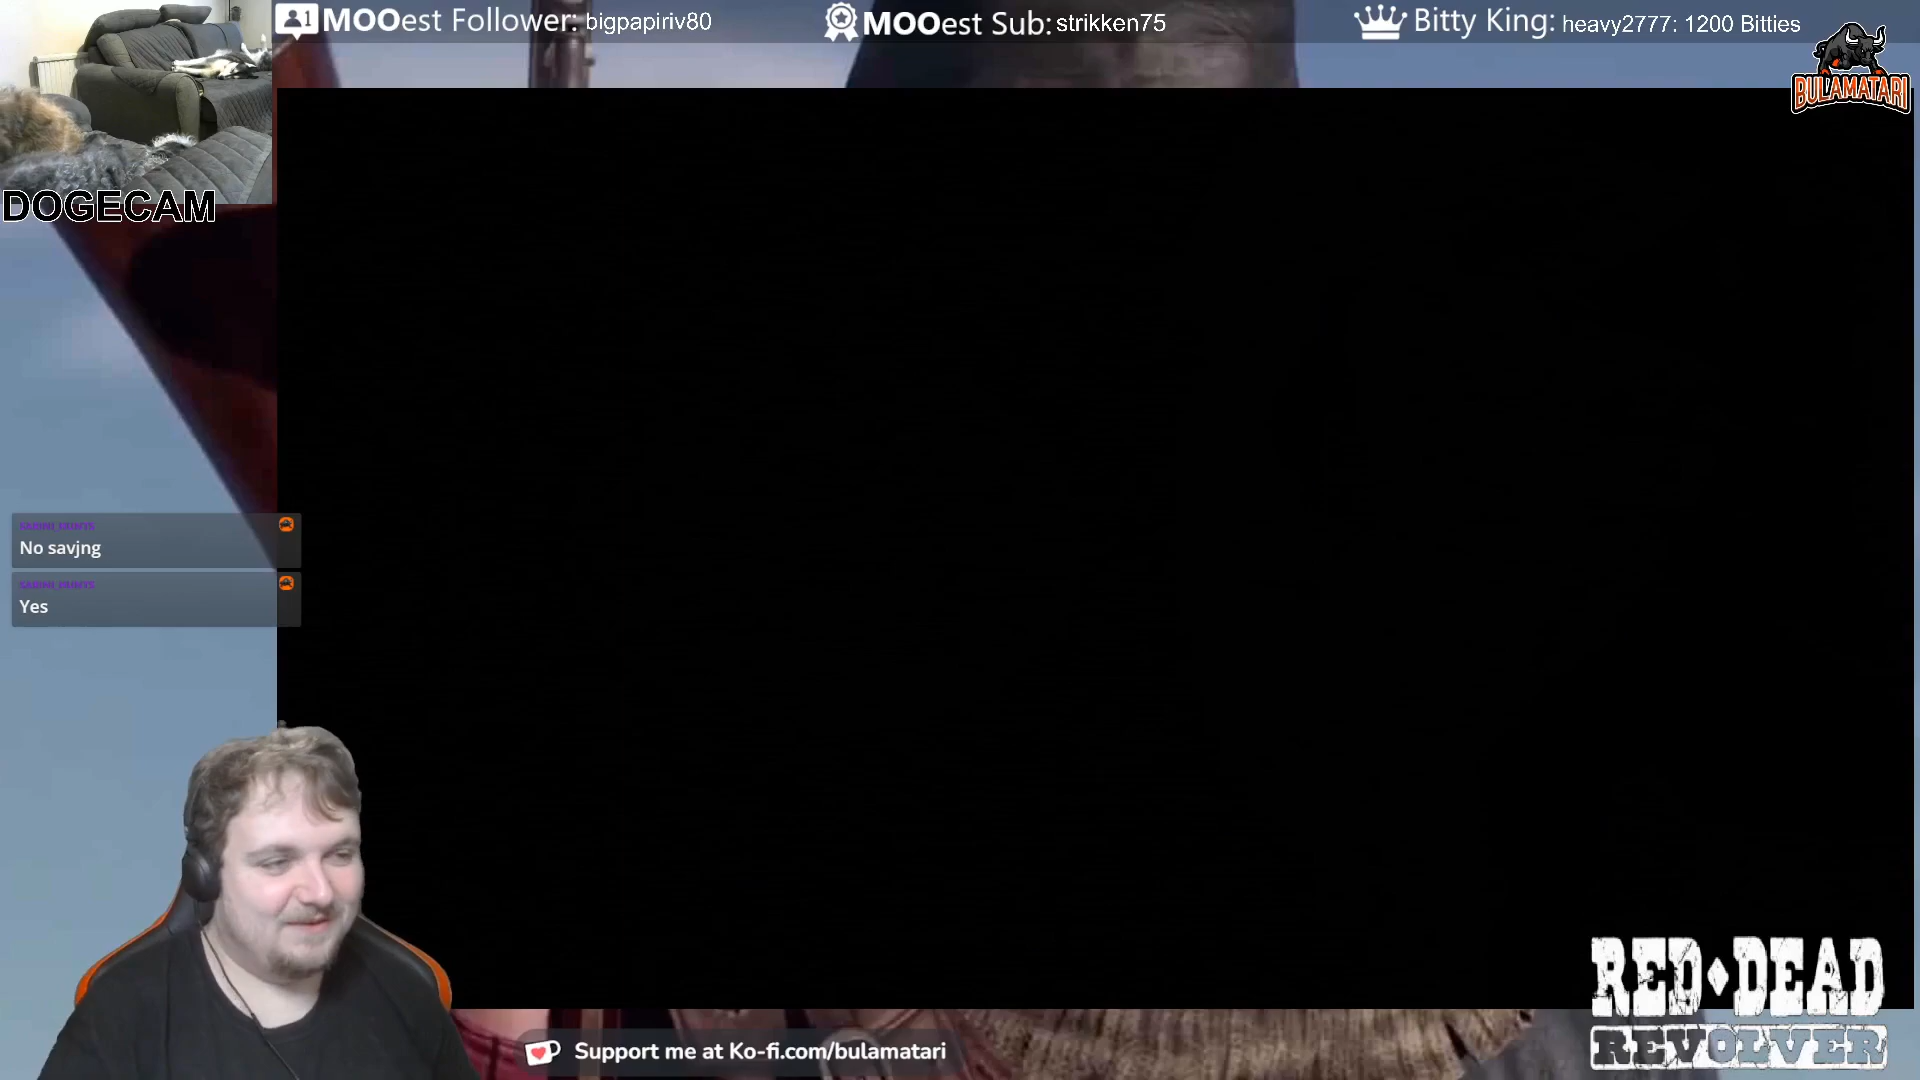 MOOest Follower: bigpapiriv80
MOOest Sub: strikken75
Bitty King: heavy2777: 1200 Bitties
BULAMATARI
DOGECAM
No savjng
Yes
RED DEAD
REVOLVER
Support me at Ko-fi.com/bulamatari